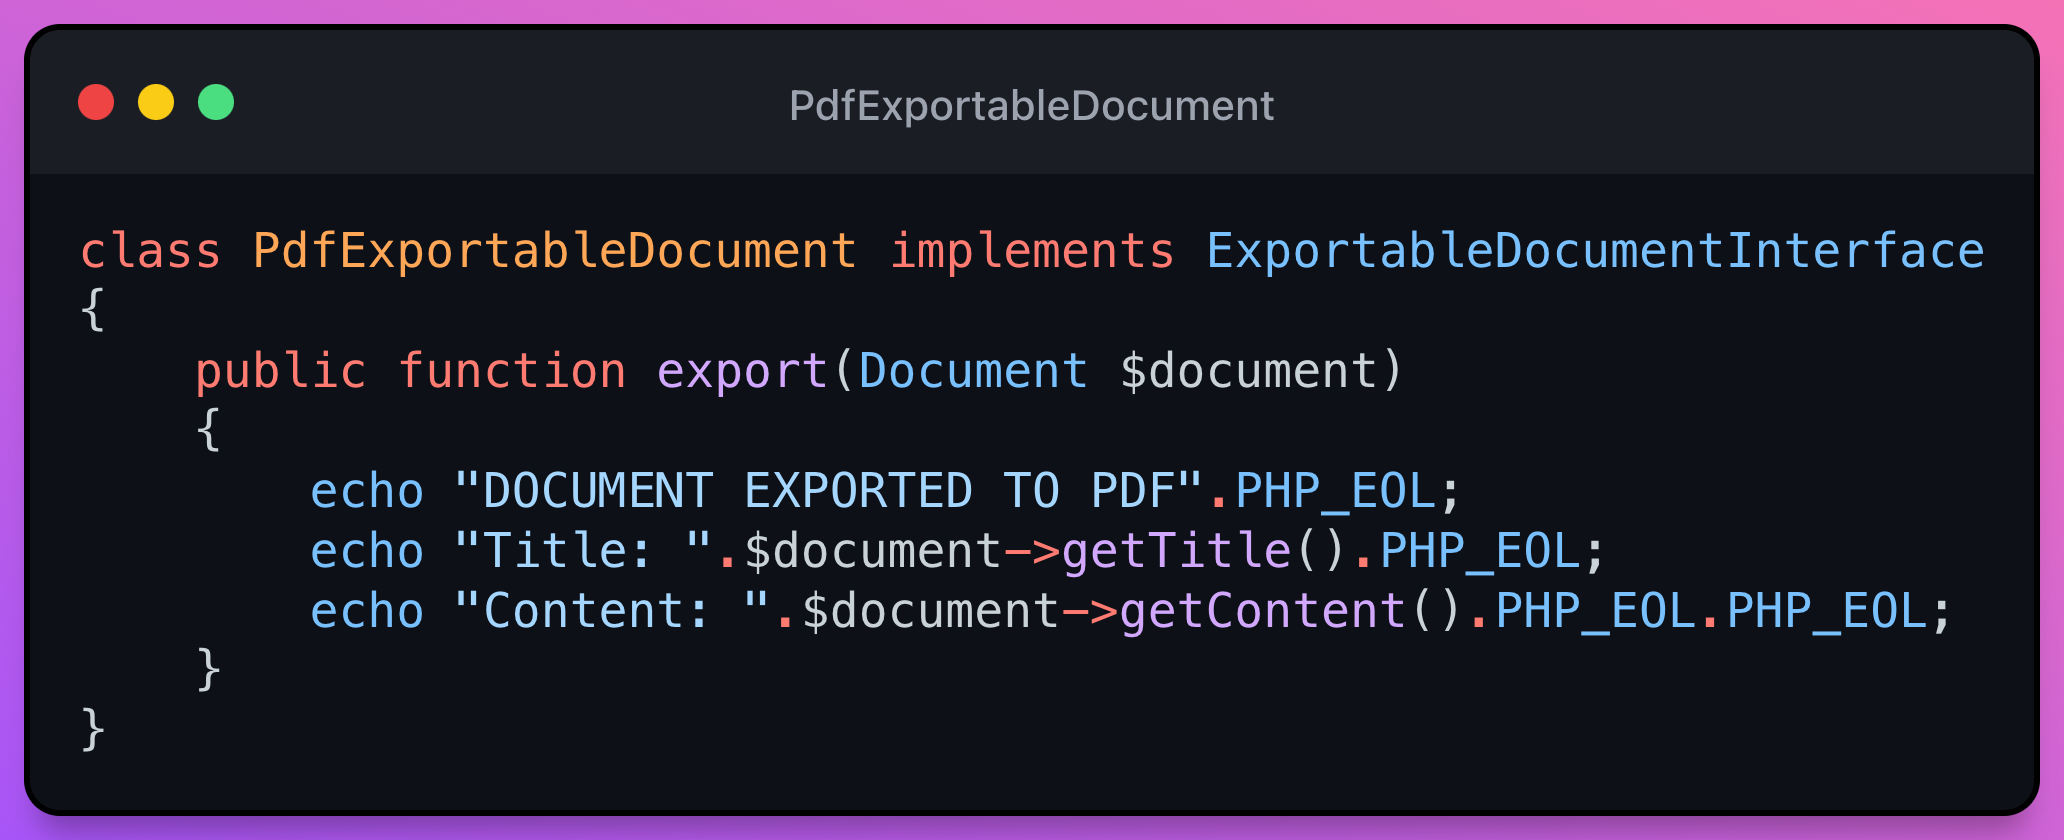 PdfExportableDocument
class PdfExportableDocument implements ExportableDocumentInterface
{
    public function export(Document $document)
    {
        echo "DOCUMENT EXPORTED TO PDF".PHP_EOL;
        echo "Title: ".$document->getTitle().PHP_EOL;
        echo "Content: ".$document->getContent().PHP_EOL.PHP_EOL;
    }
}